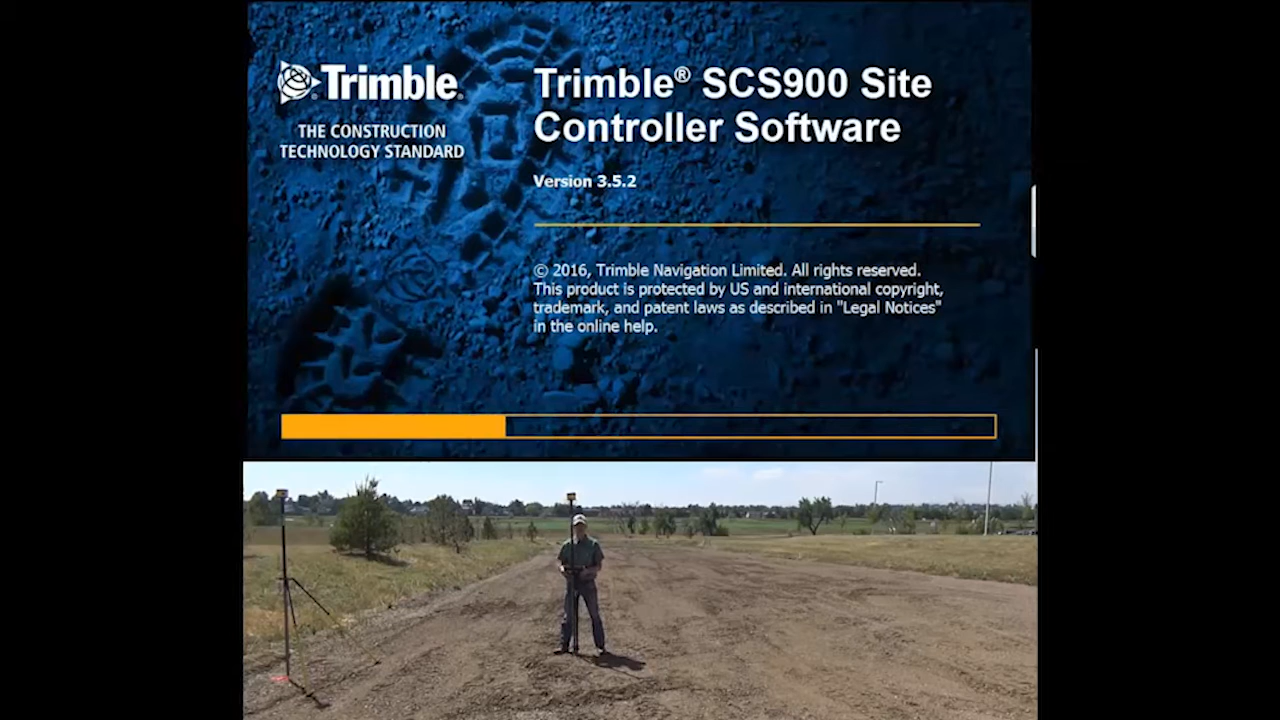 Trimble®
THE CONSTRUCTION
TECHNOLOGY STANDARD
Trimble® SCS900 Site
Controller Software
Version 3.5.2
© 2016, Trimble Navigation Limited. All rights reserved.
This product is protected by US and international copyright,
trademark, and patent laws as described in "Legal Notices"
in the online help.